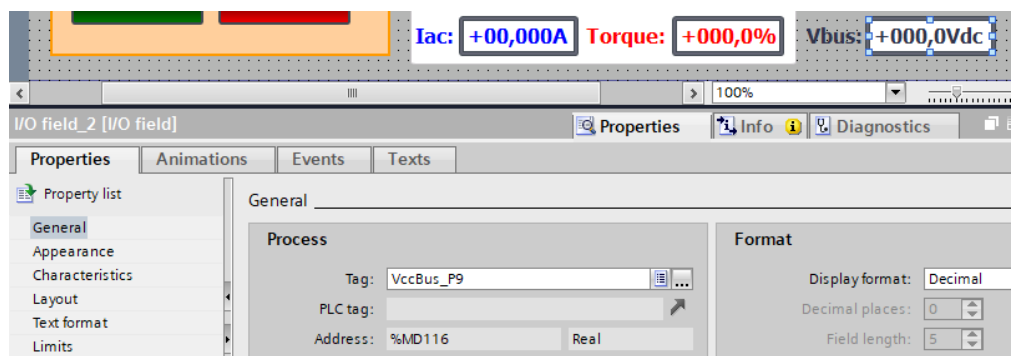 Iac: +00,000A Torque: +000,0% Vbus: +000,0Vdc
100%
I/O field_2 [I/O field] Properties Info Diagnostics
Properties Animations Events Texts
Property list
General
General
Appearance
Characteristics
Layout
Text format
Limits
Process
Tag: VccBus_P9
PLC tag:
Address: %MD116 Real
Format
Display format: Decimal
Decimal places: 0
Field length: 5